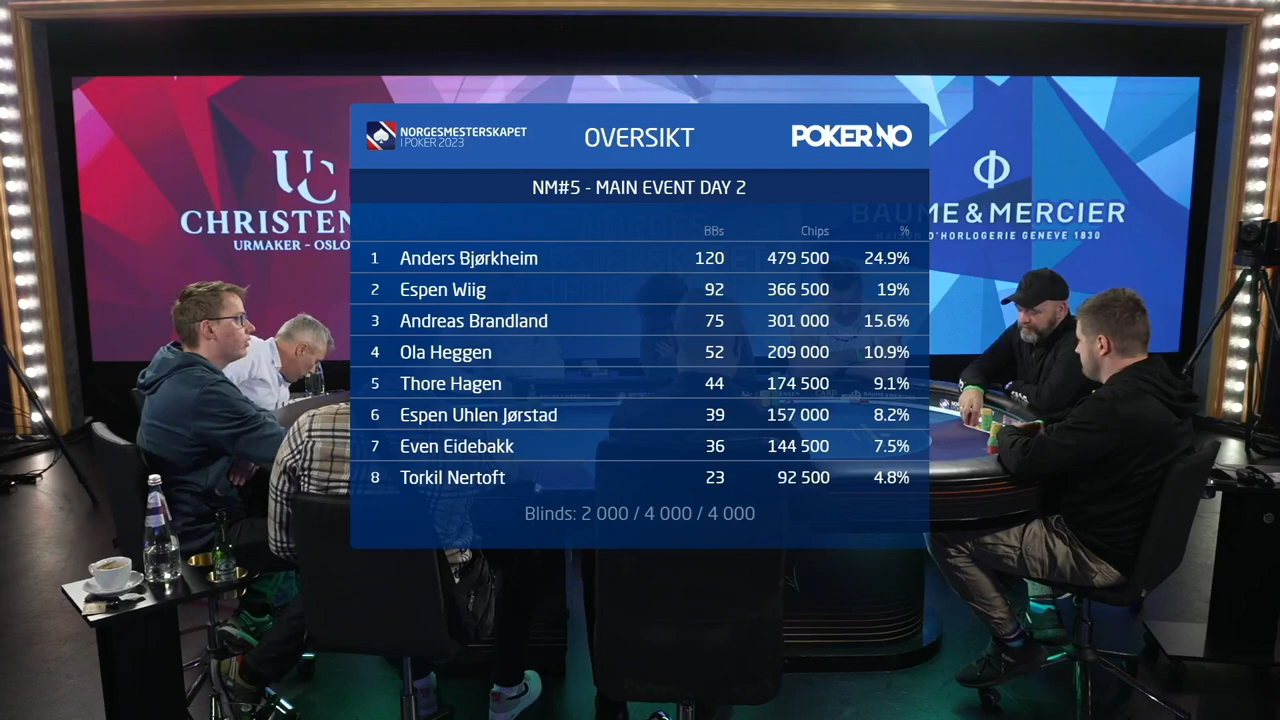 NORGESMESTERSKAPET
I POKER 2023
OVERSIKT
POKER NO
NM#5 - MAIN EVENT DAY 2
BBs Chips %
1 Anders Bjørkheim 120 479 500 24.9%
2 Espen Wiig 92 366 500 19%
3 Andreas Brandland 75 301 000 15.6%
4 Ola Heggen 52 209 000 10.9%
5 Thore Hagen 44 174 500 9.1%
6 Espen Uhlen Jørstad 39 157 000 8.2%
7 Even Eidebakk 36 144 500 7.5%
8 Torkil Nertoft 23 92 500 4.8%
Blinds: 2 000 / 4 000 / 4 000
UC
CHRISTEN
URMAKER - OSLO
BAUME & MERCIER
MAISON D'HORLOGERIE GENEVE 1830